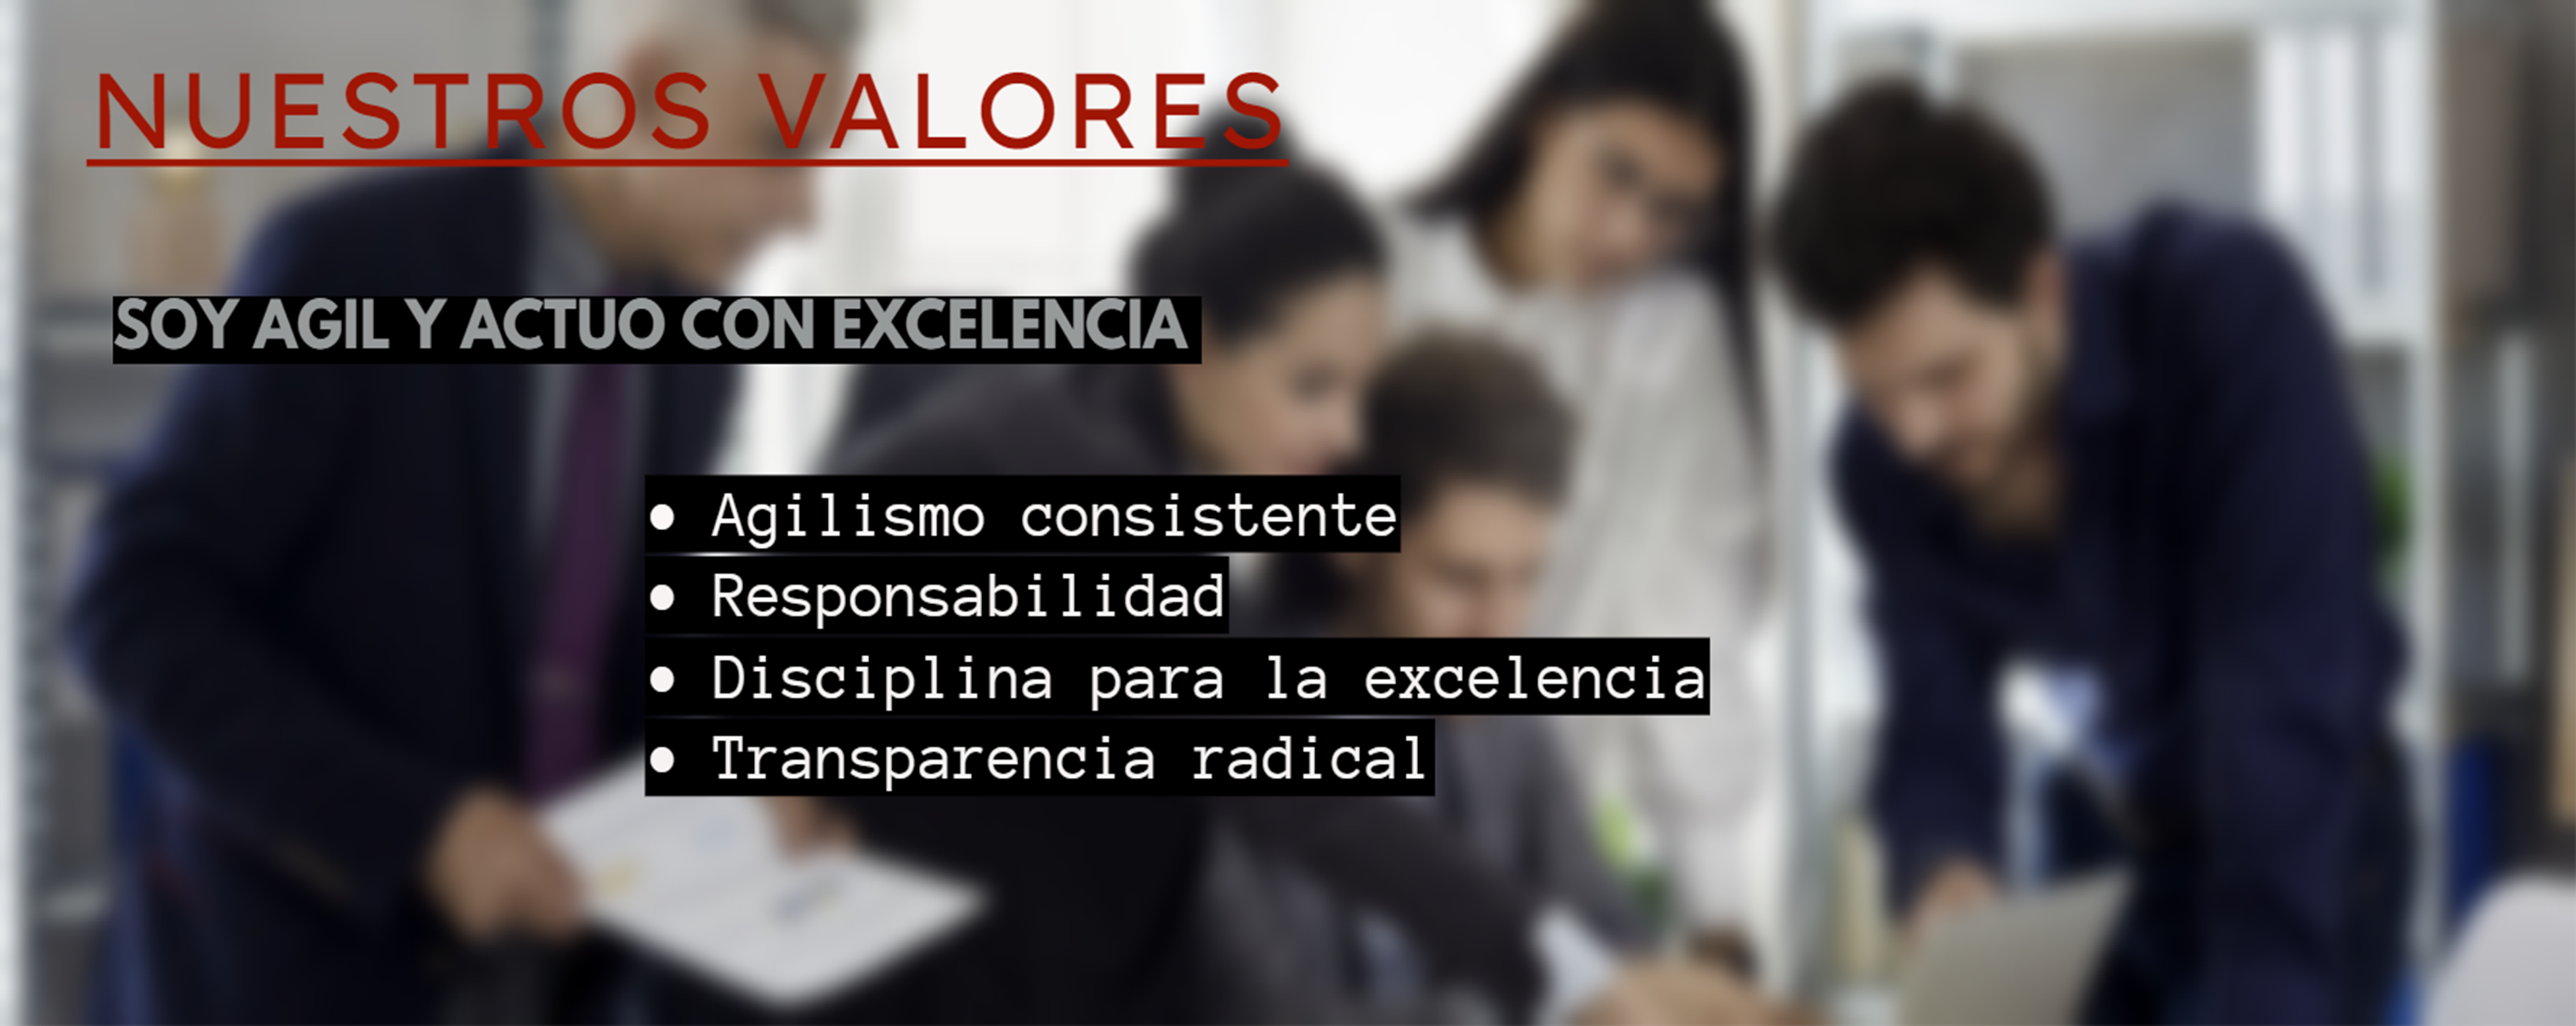 NUESTROS VALORES
SOY AGIL Y ACTUO CON EXCELENCIA
• Agilismo consistente
• Responsabilidad
• Disciplina para la excelencia
• Transparencia radical